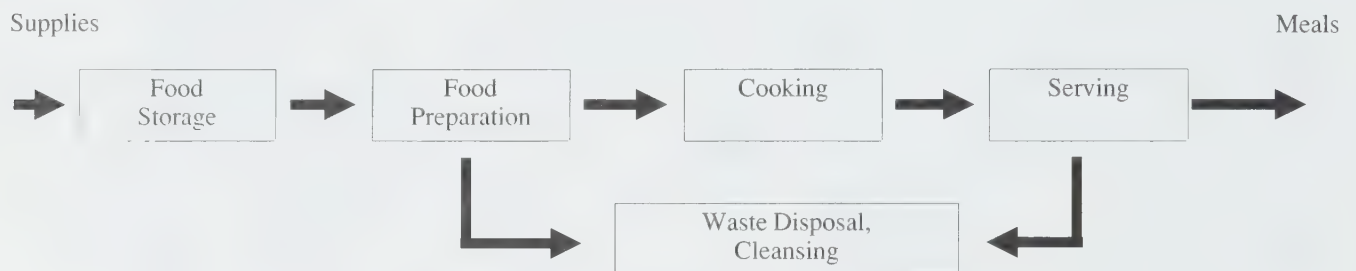 Supplies
Meals
Food
Storage
Food
Preparation
Cooking
Serving
Waste Disposal,
Cleansing